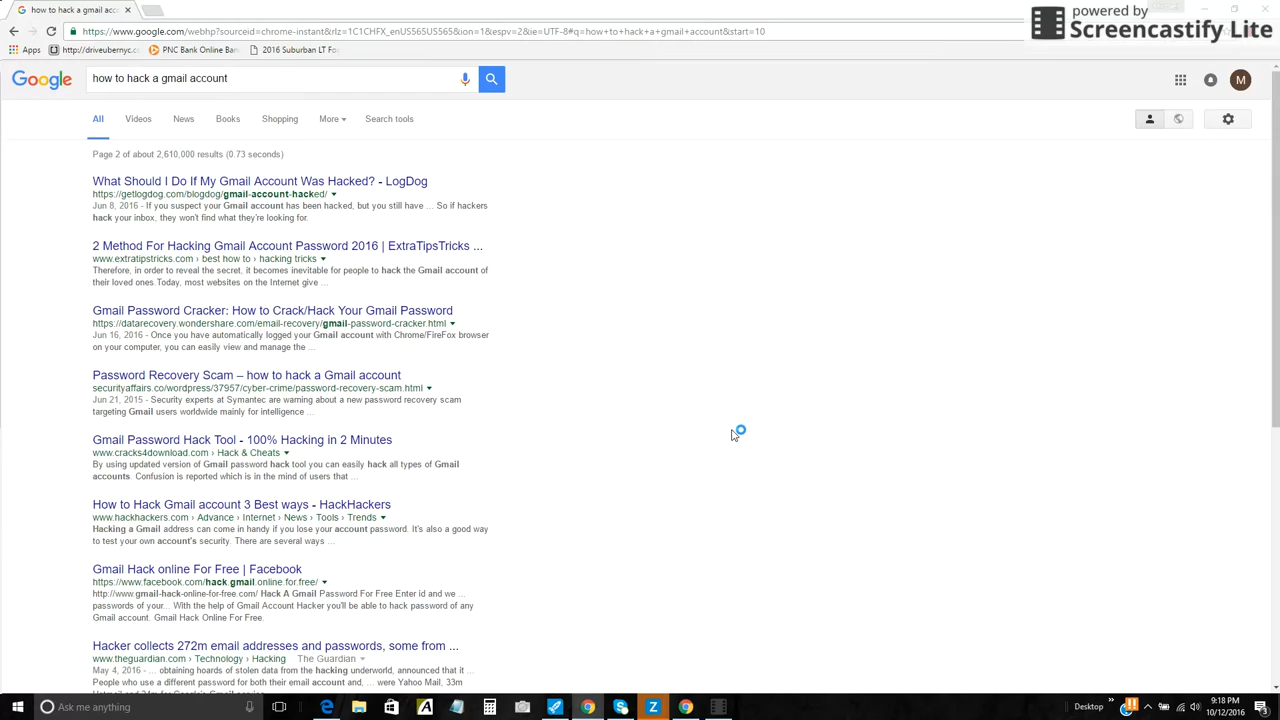 how to hack a gmail acc
powered by
Screencastify Lite
https://www.google.com/webhp?sourceid=chrome-instant&rlz=1C1CHFX_enUS565US565&ion=1&espv=2&ie=UTF-8#q=how+to+hack+a+gmail+account&start=10
Apps http://driveubernyc.c PNC Bank Online Bank 2016 Suburban LT Fo
Google how to hack a gmail account M
All Videos News Books Shopping More Search tools
Page 2 of about 2,610,000 results (0.73 seconds)
What Should I Do If My Gmail Account Was Hacked? - LogDog
https://getlogdog.com/blogdog/gmail-account-hacked/
Jun 8, 2016 - If you suspect your Gmail account has been hacked, but you still have ... So if hackers
hack your inbox, they won't find what they're looking for.
2 Method For Hacking Gmail Account Password 2016 | ExtraTipsTricks ...
www.extratipstricks.com › best how to › hacking tricks
Therefore, in order to reveal the secret, it becomes inevitable for people to hack the Gmail account of
their loved ones.Today, most websites on the Internet give ...
Gmail Password Cracker: How to Crack/Hack Your Gmail Password
https://datarecovery.wondershare.com/email-recovery/gmail-password-cracker.html
Jun 16, 2016 - Once you have automatically logged your Gmail account with Chrome/FireFox browser
on your computer, you can easily view and manage the ...
Password Recovery Scam – how to hack a Gmail account
securityaffairs.co/wordpress/37957/cyber-crime/password-recovery-scam.html
Jun 21, 2015 - Security experts at Symantec are warning about a new password recovery scam
targeting Gmail users worldwide mainly for intelligence ...
Gmail Password Hack Tool - 100% Hacking in 2 Minutes
www.cracks4download.com › Hack & Cheats
By using updated version of Gmail password hack tool you can easily hack all types of Gmail
accounts. Confusion is reported which is in the mind of users that ...
How to Hack Gmail account 3 Best ways - HackHackers
www.hackhackers.com › Advance › Internet › News › Tools › Trends
Hacking a Gmail address can come in handy if you lose your account password. It's also a good way
to test your own account's security. There are several ways ...
Gmail Hack online For Free | Facebook
https://www.facebook.com/hack.gmail.online.for.free/
http://www.gmail-hack-online-for-free.com/ Hack A Gmail Password For Free Enter id and we ...
passwords of your... With the help of Gmail Account Hacker you'll be able to hack password of any
Gmail account. Gmail Hack Online For Free.
Hacker collects 272m email addresses and passwords, some from ...
www.theguardian.com › Technology › Hacking The Guardian
May 4, 2016 - ... obtaining hoards of stolen data from the hacking underworld, announced that it ...
People who use a different password for both their email account and, ... were Yahoo Mail, 33m
Ask me anything Desktop 9:18 PM
10/12/2016